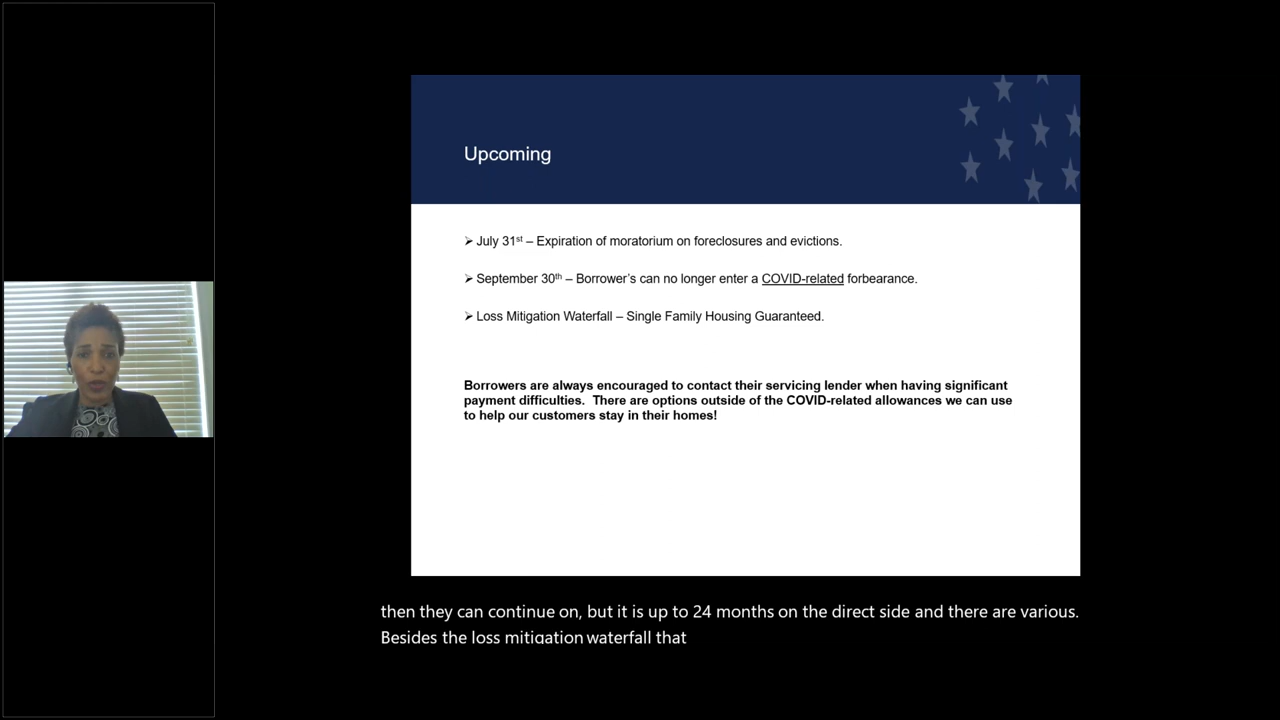 Upcoming
➢ July 31st – Expiration of moratorium on foreclosures and evictions.
➢ September 30th – Borrower's can no longer enter a COVID-related forbearance.
➢ Loss Mitigation Waterfall – Single Family Housing Guaranteed.
Borrowers are always encouraged to contact their servicing lender when having significant
payment difficulties.  There are options outside of the COVID-related allowances we can use
to help our customers stay in their homes!
then they can continue on, but it is up to 24 months on the direct side and there are various.
Besides the loss mitigation waterfall that